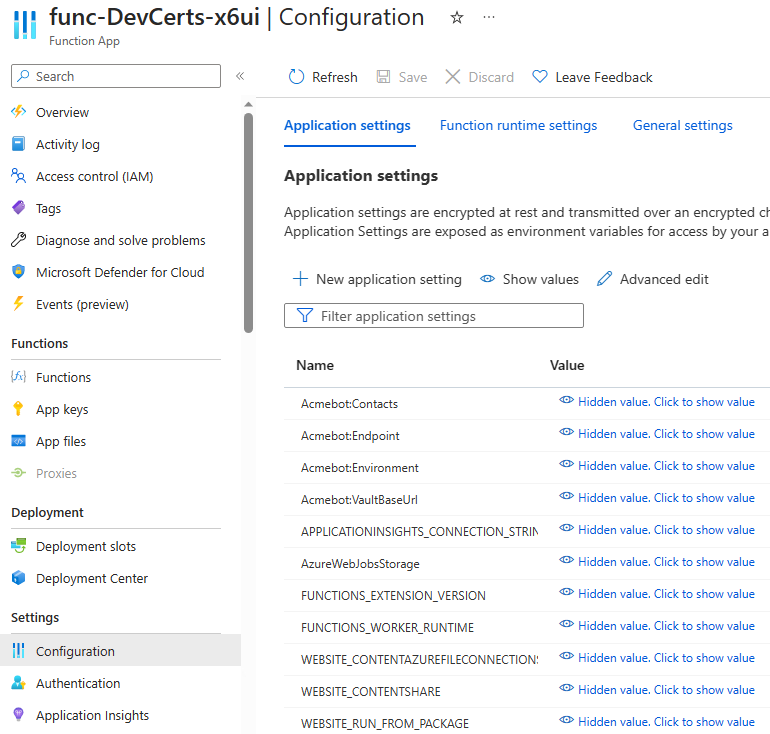 func-DevCerts-x6ui | Configuration
Function App
Search
Overview
Activity log
Access control (IAM)
Tags
Diagnose and solve problems
Microsoft Defender for Cloud
Events (preview)
Functions
Functions
App keys
App files
Proxies
Deployment
Deployment slots
Deployment Center
Settings
Configuration
Authentication
Application Insights
Refresh Save Discard Leave Feedback
Application settings Function runtime settings General settings
Application settings
Application settings are encrypted at rest and transmitted over an encrypted ch
Application Settings are exposed as environment variables for access by your a
New application setting Show values Advanced edit
Filter application settings
Name Value
Acmebot:Contacts Hidden value. Click to show value
Acmebot:Endpoint Hidden value. Click to show value
Acmebot:Environment Hidden value. Click to show value
Acmebot:VaultBaseUrl Hidden value. Click to show value
APPLICATIONINSIGHTS_CONNECTION_STRIN Hidden value. Click to show value
AzureWebJobsStorage Hidden value. Click to show value
FUNCTIONS_EXTENSION_VERSION Hidden value. Click to show value
FUNCTIONS_WORKER_RUNTIME Hidden value. Click to show value
WEBSITE_CONTENTAZUREFILECONNECTIONS Hidden value. Click to show value
WEBSITE_CONTENTSHARE Hidden value. Click to show value
WEBSITE_RUN_FROM_PACKAGE Hidden value. Click to show value